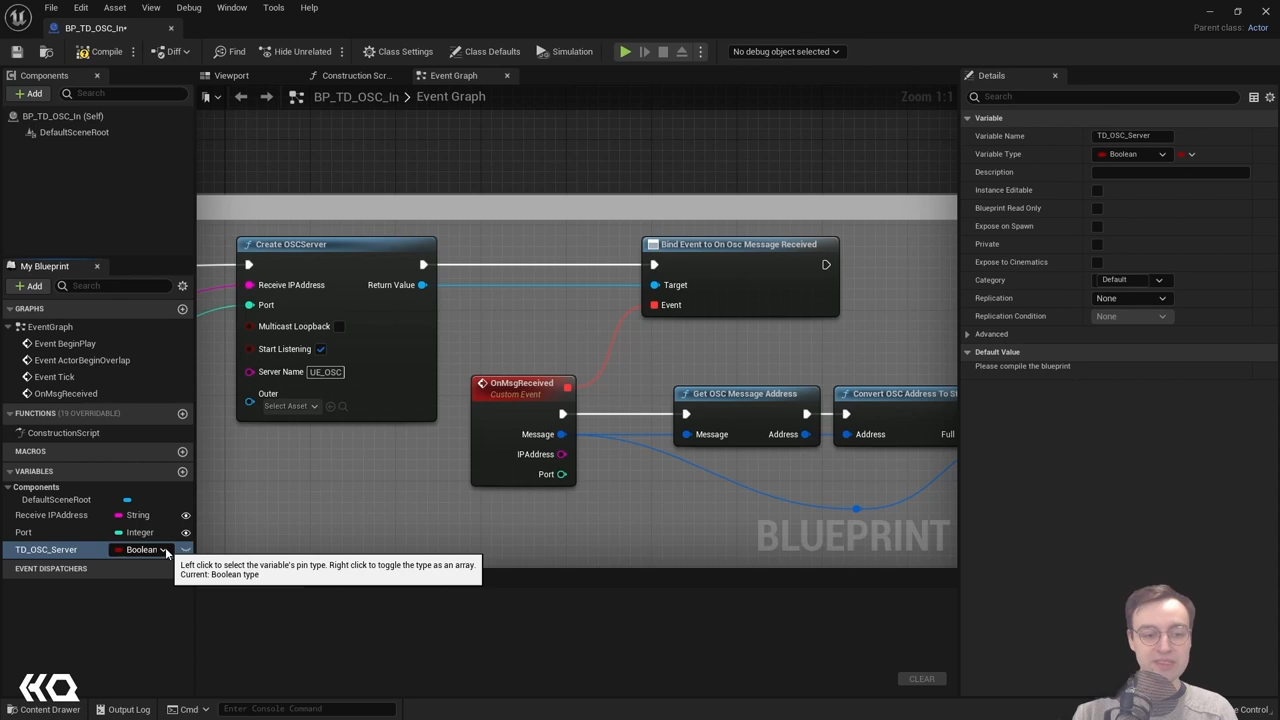 File Edit Asset View Debug Window Tools Help
BP_TD_OSC_In•
Parent class: Actor
Compile Diff Find Hide Unrelated Class Settings Class Defaults Simulation No debug object selected
Components
Viewport Construction Scr... Event Graph
Details
Add Search
BP_TD_OSC_In > Event Graph
Zoom 1:1
Search
BP_TD_OSC_In (Self)
DefaultSceneRoot
Variable
Variable Name TD_OSC_Server
Variable Type Boolean
Description
Instance Editable
Blueprint Read Only
Expose on Spawn
Private
Expose to Cinematics
Category Default
Replication None
Replication Condition None
Advanced
Default Value
Please compile the blueprint
My Blueprint
Add Search
GRAPHS
EventGraph
Event BeginPlay
Event ActorBeginOverlap
Event Tick
OnMsgReceived
FUNCTIONS (19 OVERRIDABLE)
ConstructionScript
MACROS
VARIABLES
Components
DefaultSceneRoot
Receive IPAddress String
Port Integer
TD_OSC_Server Boolean
EVENT DISPATCHERS
Create OSCServer
Receive IPAddress Return Value
Port
Multicast Loopback
Start Listening
Server Name UE_OSC
Outer
Select Asset
Bind Event to On Osc Message Received
Target
Event
OnMsgReceived
Custom Event
Message
IPAddress
Port
Get OSC Message Address
Message Address
Convert OSC Address To St
Address Full
BLUEPRINT
Left click to select the variable's pin type. Right click to toggle the type as an array.
Current: Boolean type
CLEAR
Content Drawer Output Log Cmd Enter Console Command
e Control